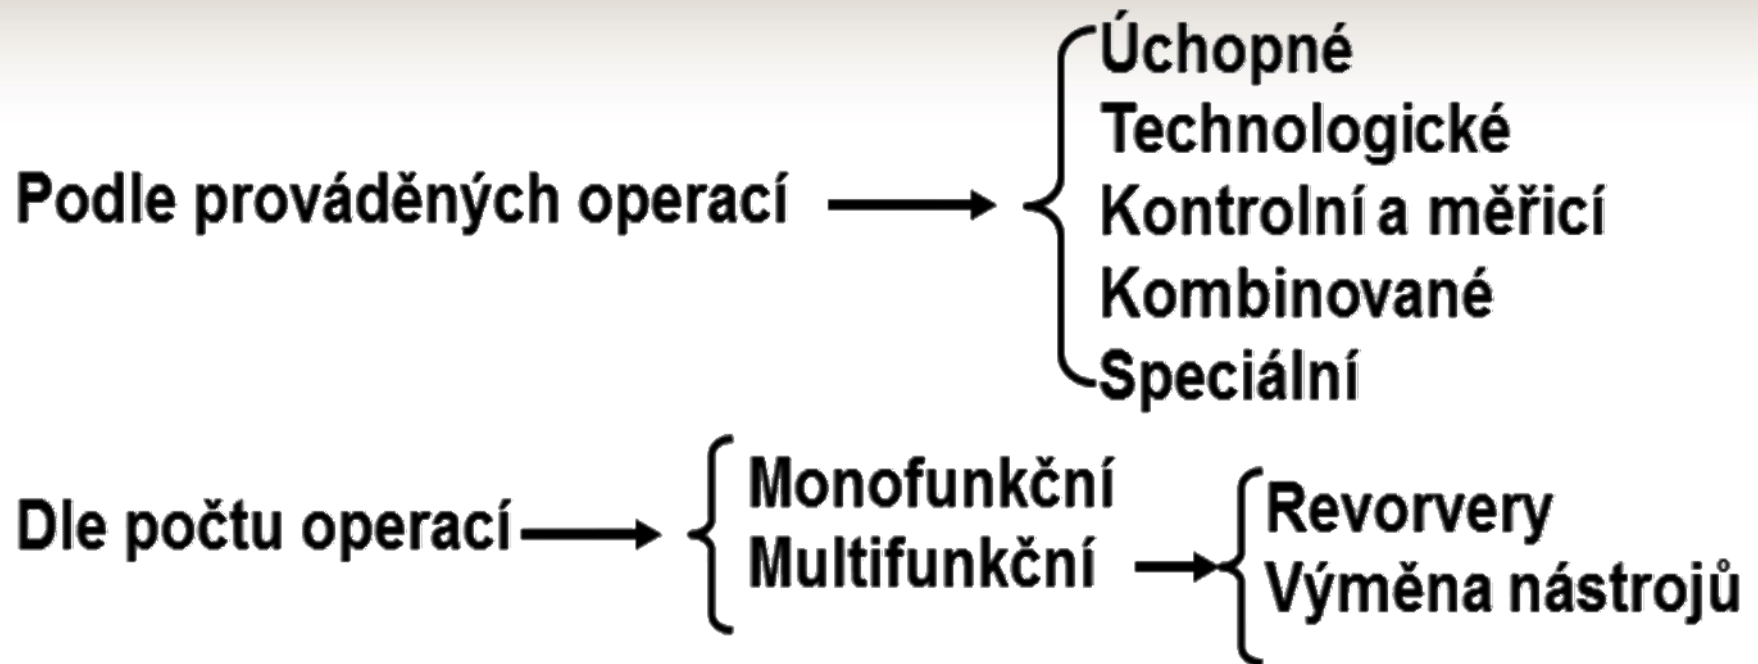 Podle prováděných operací
Úchopné
Technologické
Kontrolní a měřicí
Kombinované
Speciální
Dle počtu operací
Monofunkční
Multifunkční
Revorvery
Výměna nástrojů